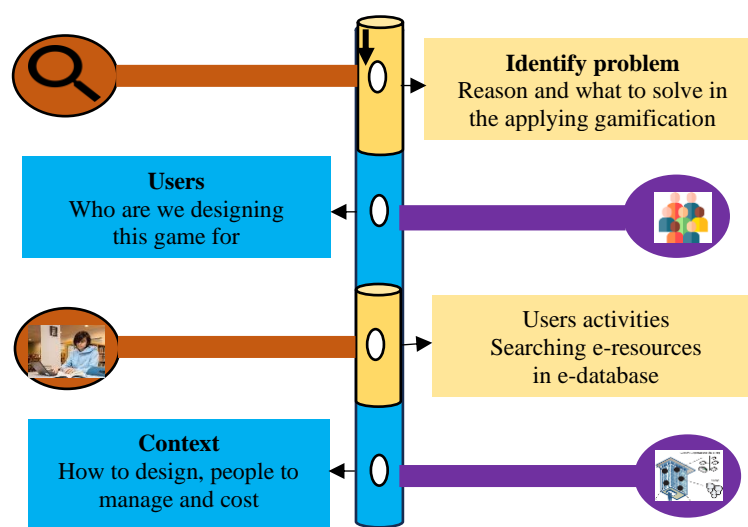 Identify problem
Reason and what to solve in
the applying gamification
Users
Who are we designing
this game for
Users activities
Searching e-resources
in e-database
Context
How to design, people to
manage and cost